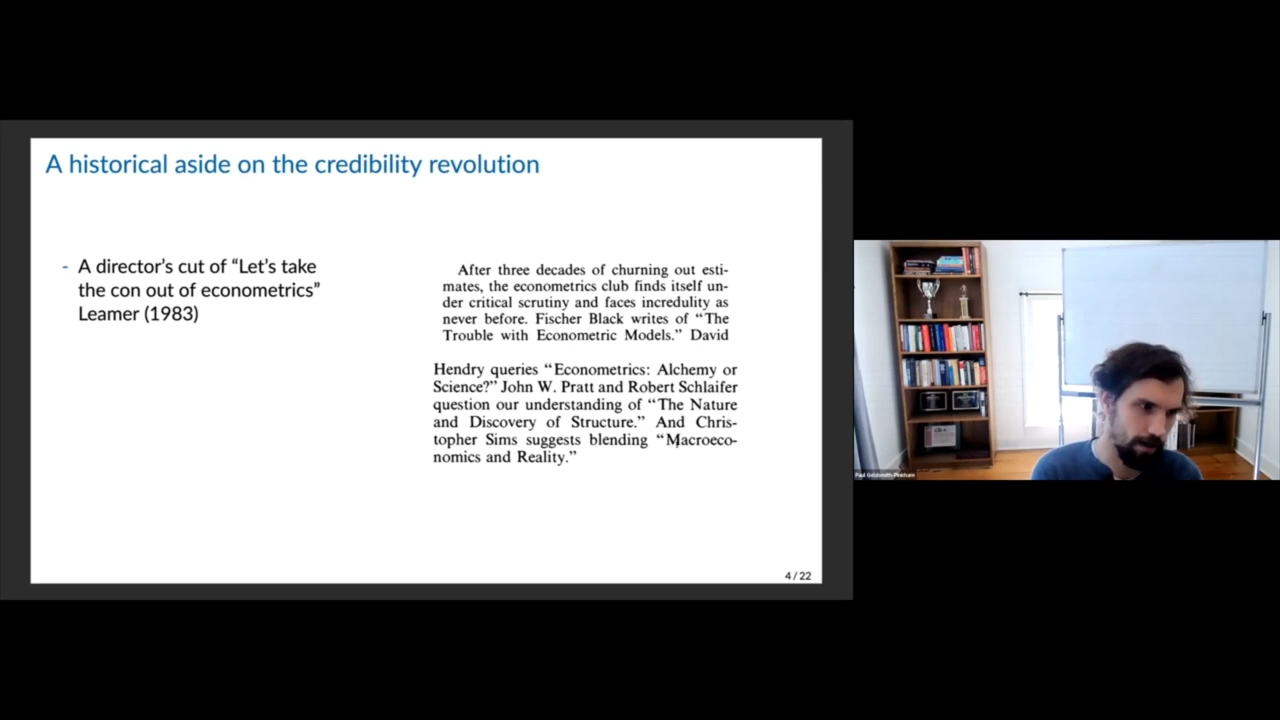 A historical aside on the credibility revolution
- A director's cut of “Let's take
the con out of econometrics”
Leamer (1983)
After three decades of churning out esti-
mates, the econometrics club finds itself un-
der critical scrutiny and faces incredulity as
never before. Fischer Black writes of “The
Trouble with Econometric Models.” David
Hendry queries “Econometrics: Alchemy or
Science?” John W. Pratt and Robert Schlaifer
question our understanding of “The Nature
and Discovery of Structure.” And Chris-
topher Sims suggests blending “Macroeco-
nomics and Reality.”
4 / 22
Paul Goldsmith-Pinkham